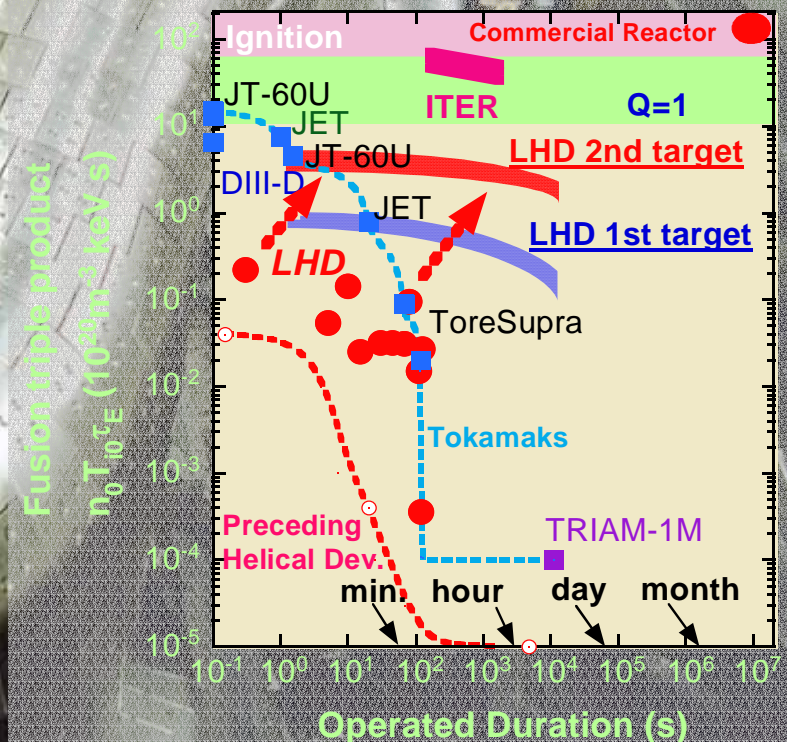 10²
Ignition
Commercial Reactor
JT-60U
ITER
Q=1
10¹
JET
JT-60U
LHD 2nd target
DIII-D
JET
10⁰
LHD 1st target
LHD
10⁻¹
ToreSupra
10⁻²
Tokamaks
10⁻³
Preceding
Helical Dev.
TRIAM-1M
10⁻⁴
min. hour day month
10⁻⁵
10⁻¹ 10⁰ 10¹ 10² 10³ 10⁴ 10⁵ 10⁶ 10⁷
Operated Duration (s)
Fusion triple product
n₀T_i0τ_E (10²⁰m⁻³ keV s)